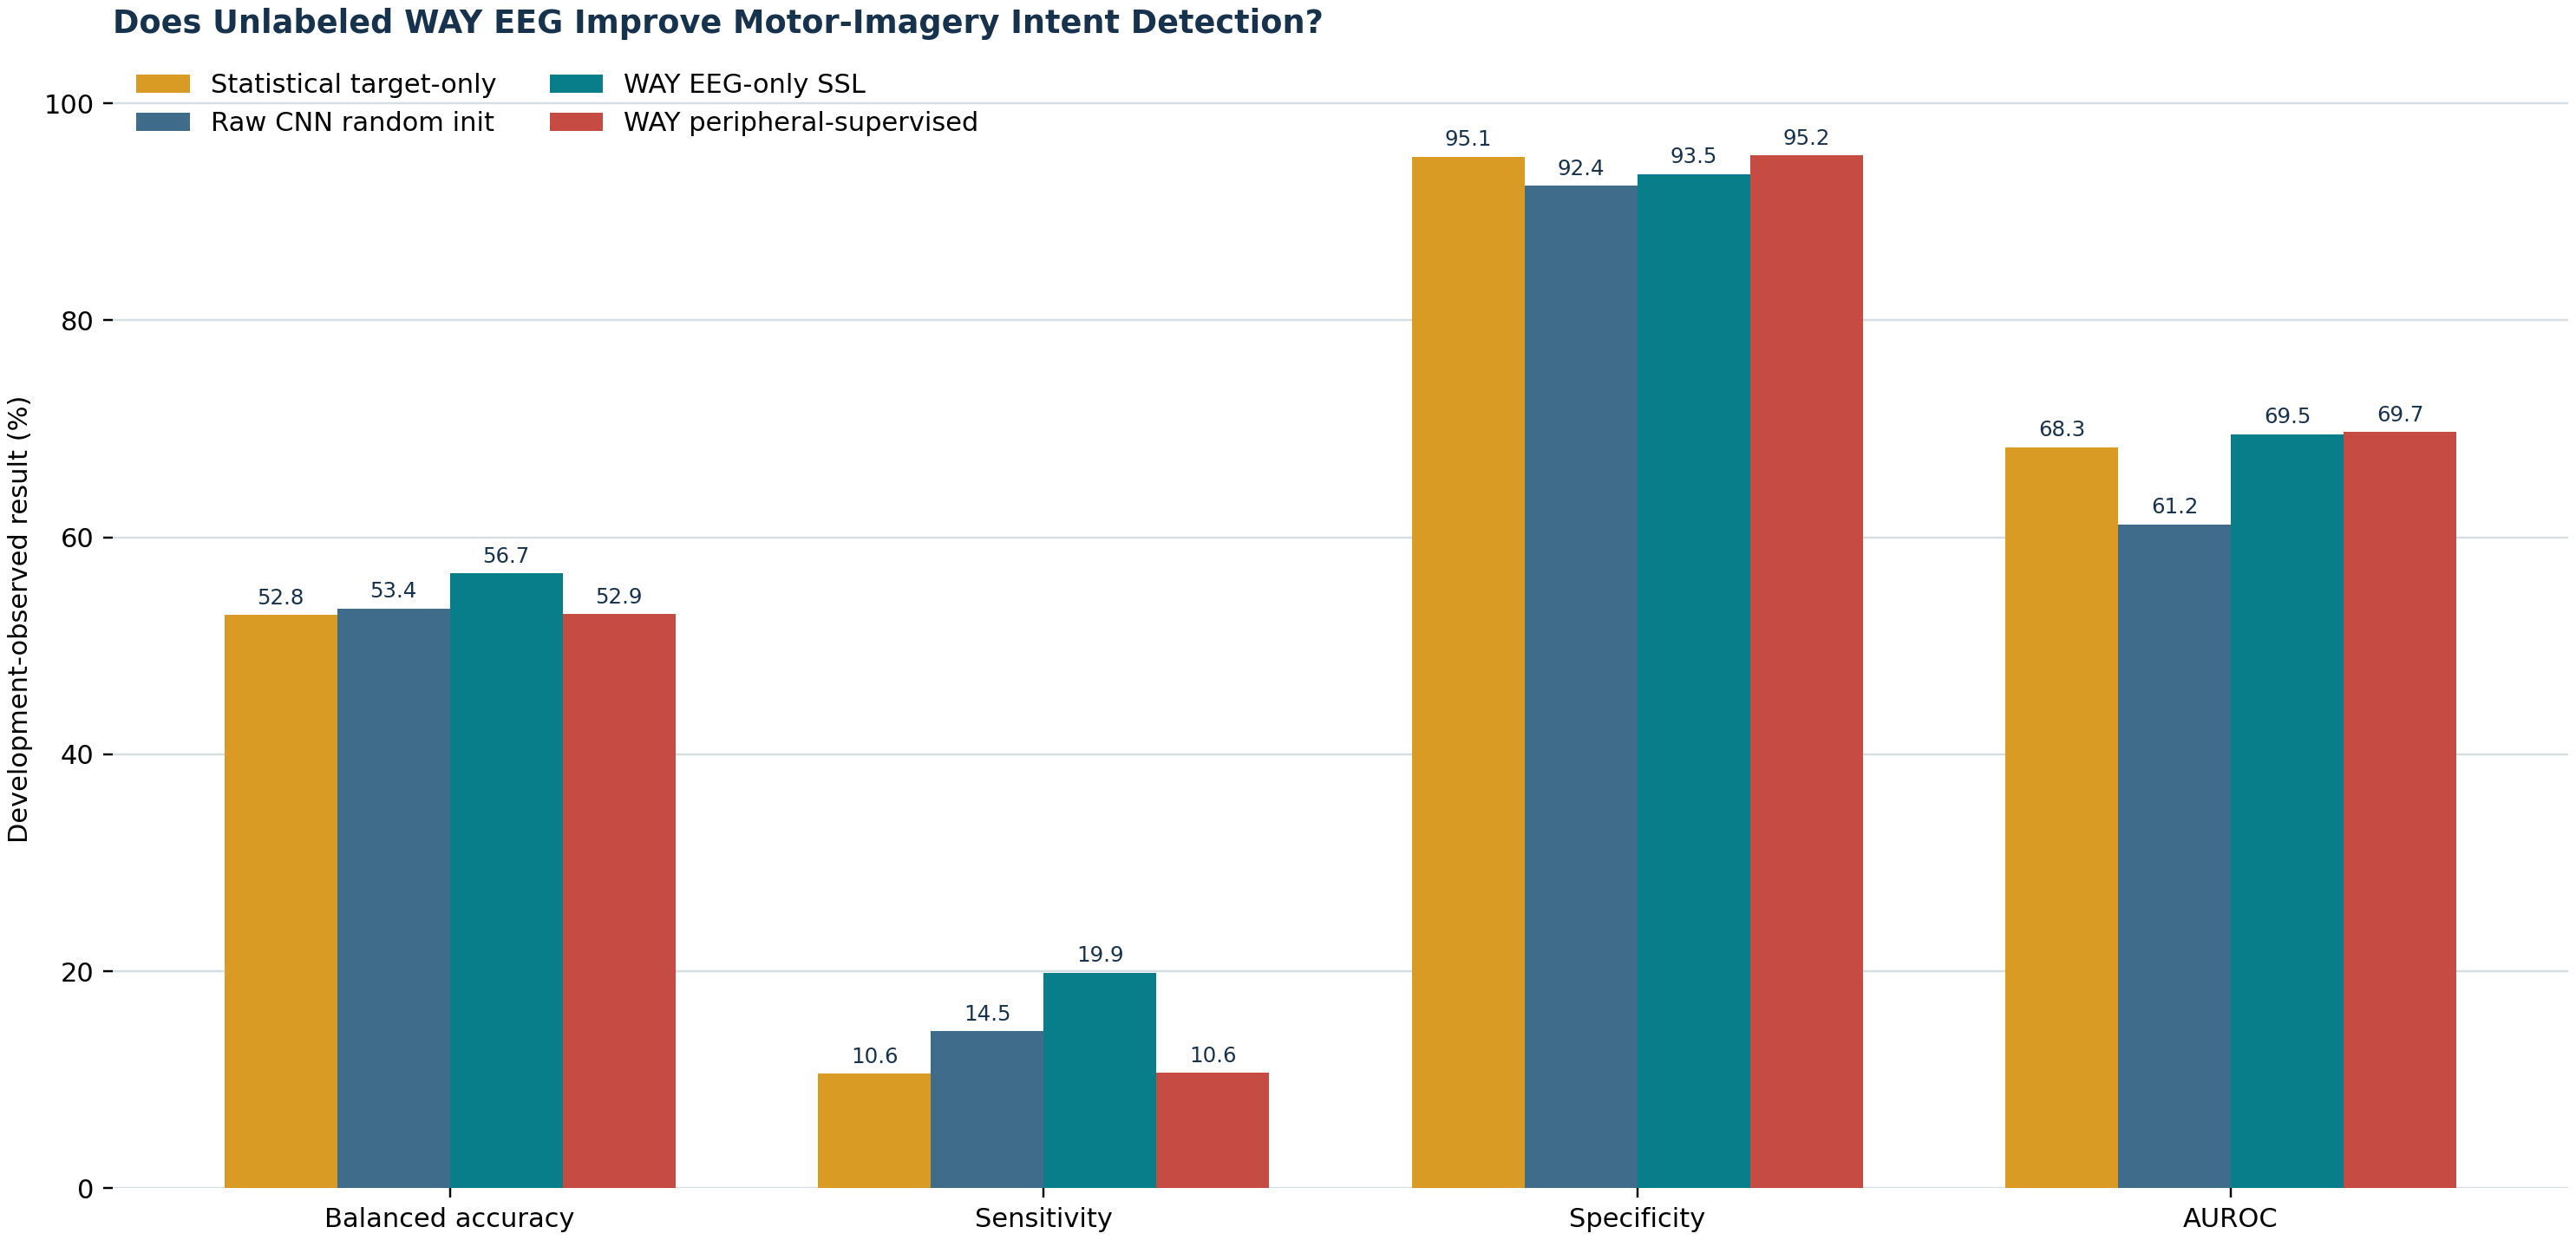 Does Unlabeled WAY EEG Improve Motor-Imagery Intent Detection?
Statistical target-only
Raw CNN random init
WAY EEG-only SSL
WAY peripheral-supervised
Development-observed result (%)
100
80
60
40
20
0
52.8
53.4
56.7
52.9
10.6
14.5
19.9
10.6
95.1
92.4
93.5
95.2
68.3
61.2
69.5
69.7
Balanced accuracy
Sensitivity
Specificity
AUROC